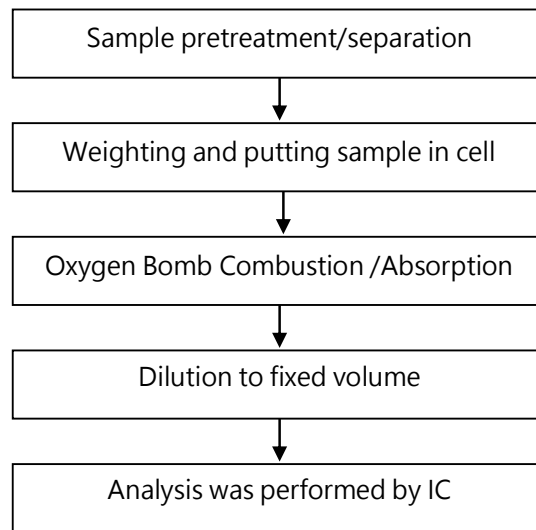 Sample pretreatment/separation
Weighting and putting sample in cell
Oxygen Bomb Combustion /Absorption
Dilution to fixed volume
Analysis was performed by IC